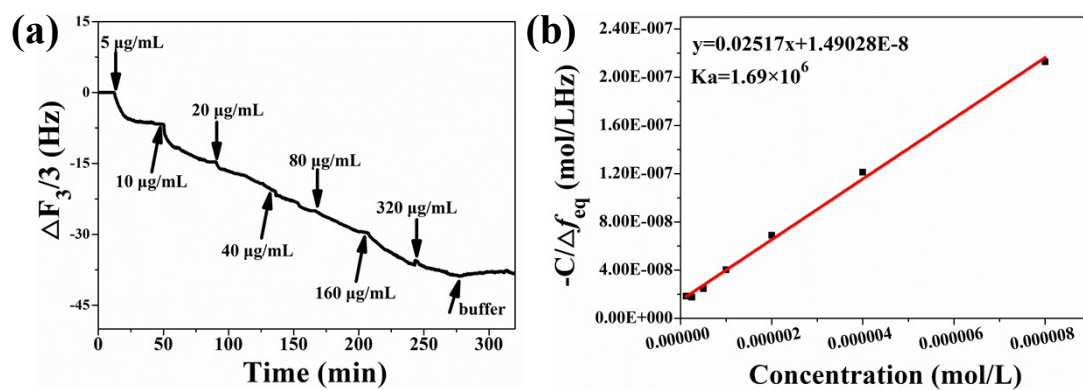 (a)
5 μg/mL
20 μg/mL
80 μg/mL
320 μg/mL
10 μg/mL
40 μg/mL
160 μg/mL
buffer
△F₃/3 (Hz)
15
0
-15
-30
-45
0 50 100 150 200 250 300
Time (min)
(b)
y=0.02517x+1.49028E-8
Ka=1.69×10⁶
-C/Δfeq (mol/LHz)
2.40E-007
2.00E-007
1.60E-007
1.20E-007
8.00E-008
4.00E-008
0.00E+000
0.000000 0.000002 0.000004 0.000006 0.000008
Concentration (mol/L)